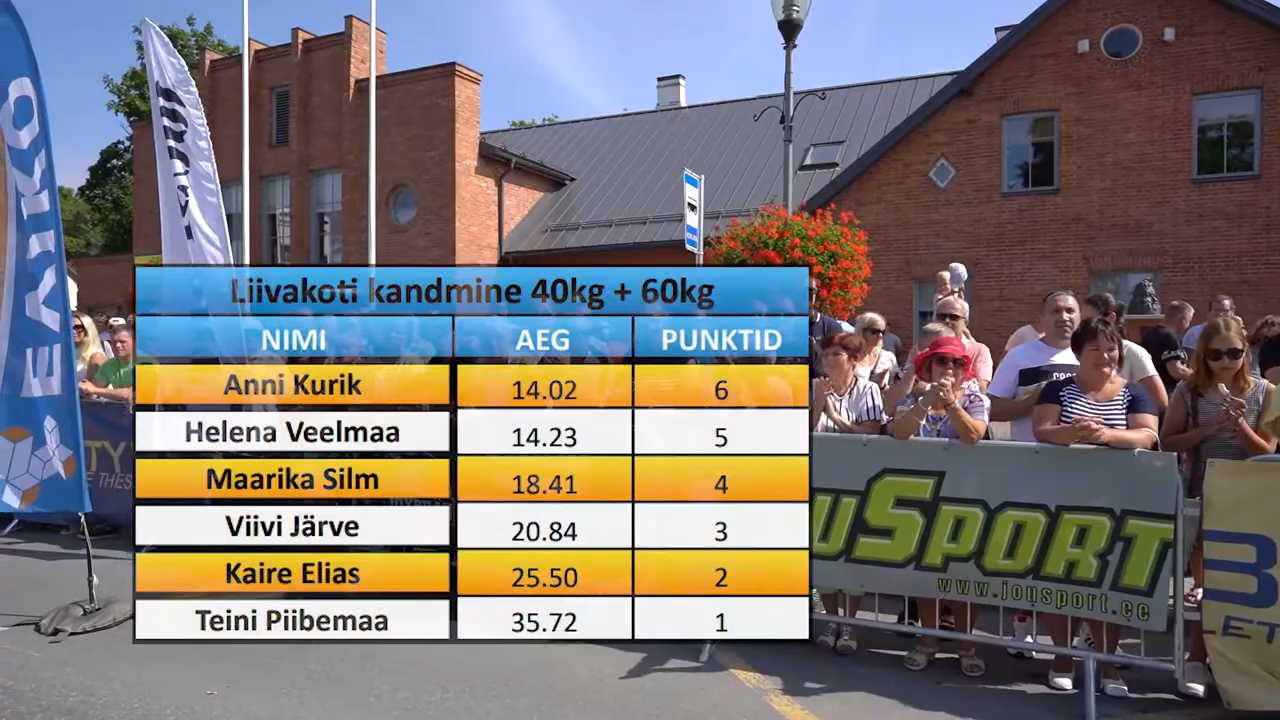 Liivakoti kandmine 40kg + 60kg
NIMI AEG PUNKTID
Anni Kurik 14.02 6
Helena Veelmaa 14.23 5
Maarika Silm 18.41 4
Viivi Järve 20.84 3
Kaire Elias 25.50 2
Teini Piibemaa 35.72 1
EAIKO
JOUSPORT
www.jousport.ee